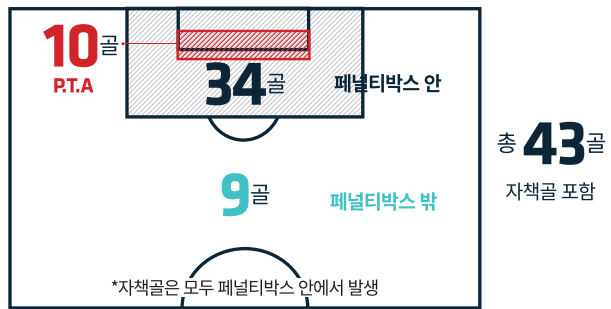 10골
P.T.A
34골
페널티박스 안
총 43골
자책골 포함
9골
페널티박스 밖
*자책골은 모두 페널티박스 안에서 발생